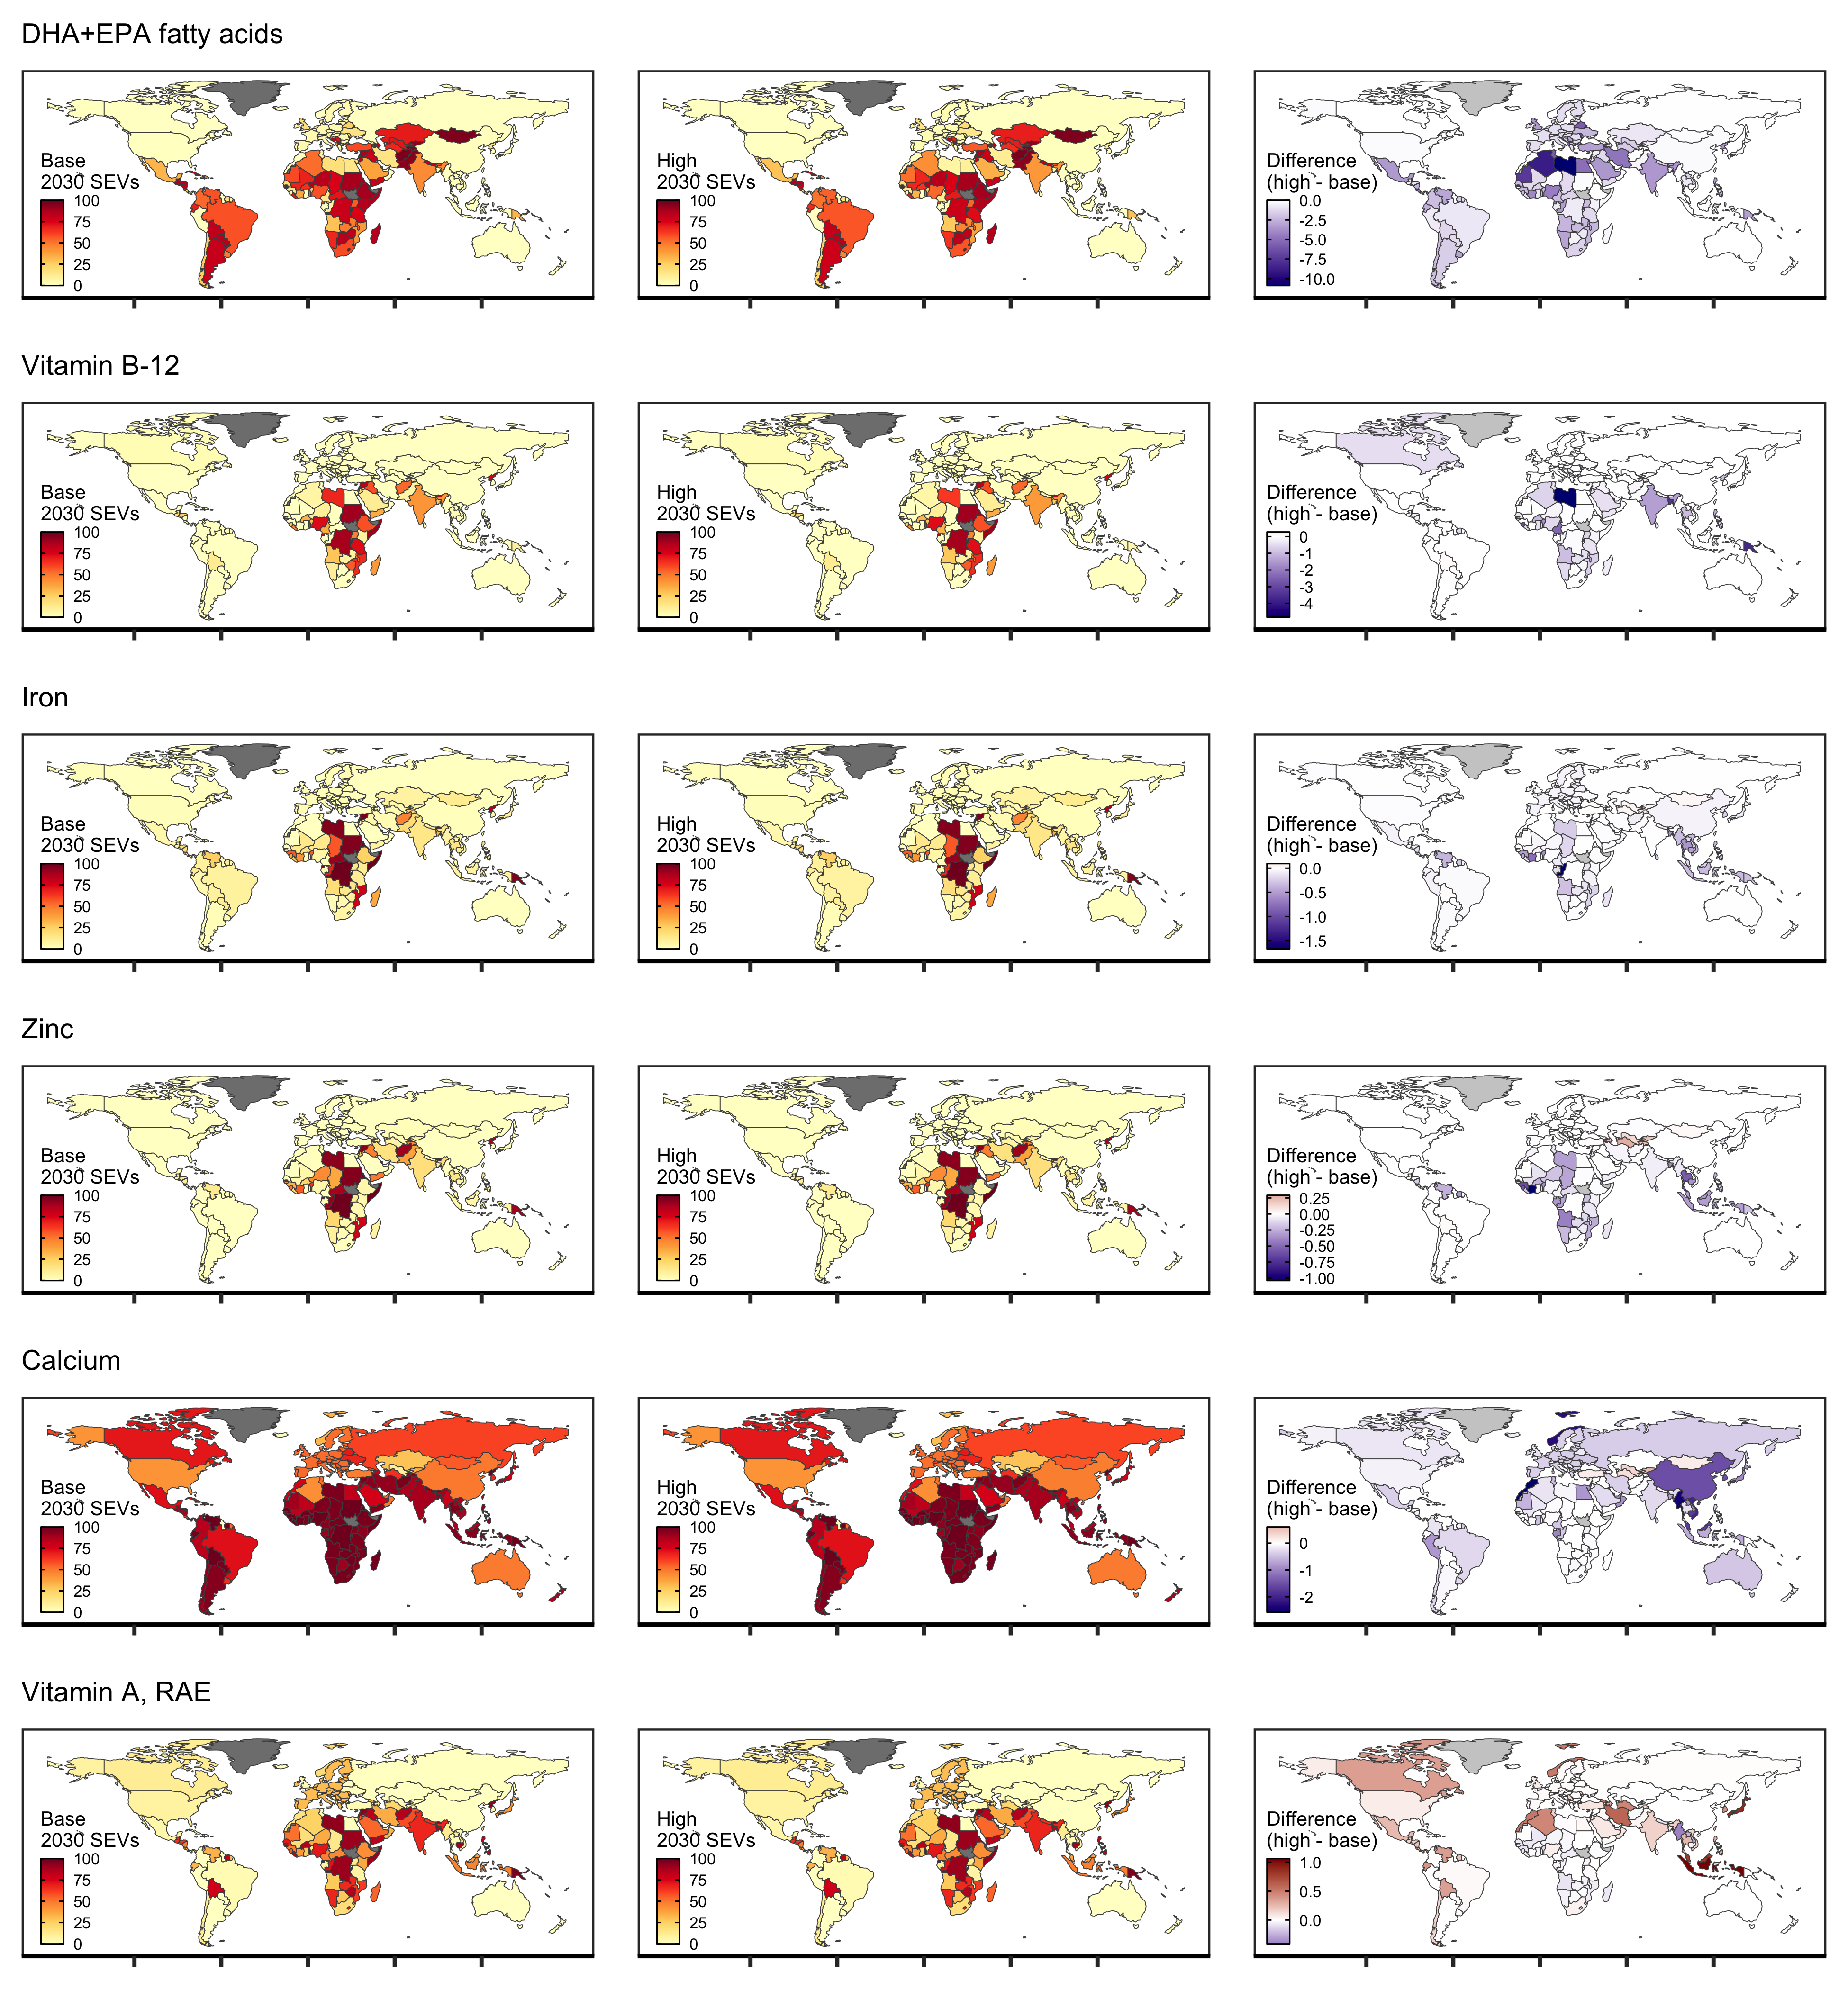 DHA+EPA fatty acids
Base
2030 SEVs
100
75
50
25
0
High
2030 SEVs
100
75
50
25
0
Difference
(high - base)
0.0
-2.5
-5.0
-7.5
-10.0
Vitamin B-12
Base
2030 SEVs
100
75
50
25
0
High
2030 SEVs
100
75
50
25
0
Difference
(high - base)
0
-1
-2
-3
-4
Iron
Base
2030 SEVs
100
75
50
25
0
High
2030 SEVs
100
75
50
25
0
Difference
(high - base)
0.0
-0.5
-1.0
-1.5
Zinc
Base
2030 SEVs
100
75
50
25
0
High
2030 SEVs
100
75
50
25
0
Difference
(high - base)
0.25
0.00
-0.25
-0.50
-0.75
-1.00
Calcium
Base
2030 SEVs
100
75
50
25
0
High
2030 SEVs
100
75
50
25
0
Difference
(high - base)
0
-1
-2
Vitamin A, RAE
Base
2030 SEVs
100
75
50
25
0
High
2030 SEVs
100
75
50
25
0
Difference
(high - base)
1.0
0.5
0.0